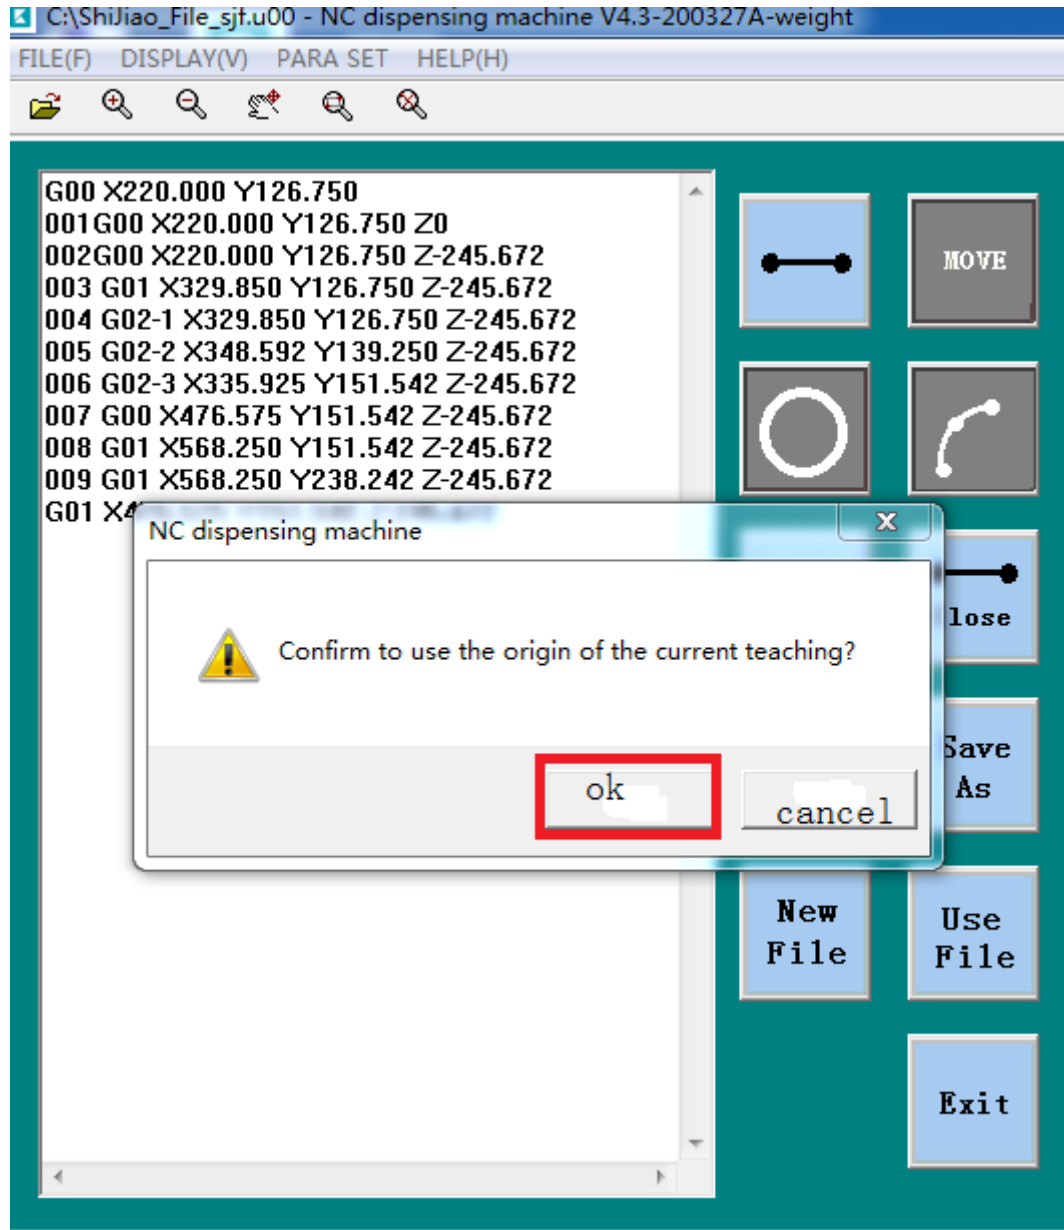 C:\ShiJiao_File_sjf.u00 - NC dispensing machine V4.3-200327A-weight
FILE(F) DISPLAY(V) PARA SET HELP(H)
G00 X220.000 Y126.750
001G00 X220.000 Y126.750 Z0
002G00 X220.000 Y126.750 Z-245.672
003 G01 X329.850 Y126.750 Z-245.672
004 G02-1 X329.850 Y126.750 Z-245.672
005 G02-2 X348.592 Y139.250 Z-245.672
006 G02-3 X335.925 Y151.542 Z-245.672
007 G00 X476.575 Y151.542 Z-245.672
008 G01 X568.250 Y151.542 Z-245.672
009 G01 X568.250 Y238.242 Z-245.672
G01
MOVE
NC dispensing machine
Confirm to use the origin of the current teaching?
ok
cancel
lose
Save
As
New
File
Use
File
Exit